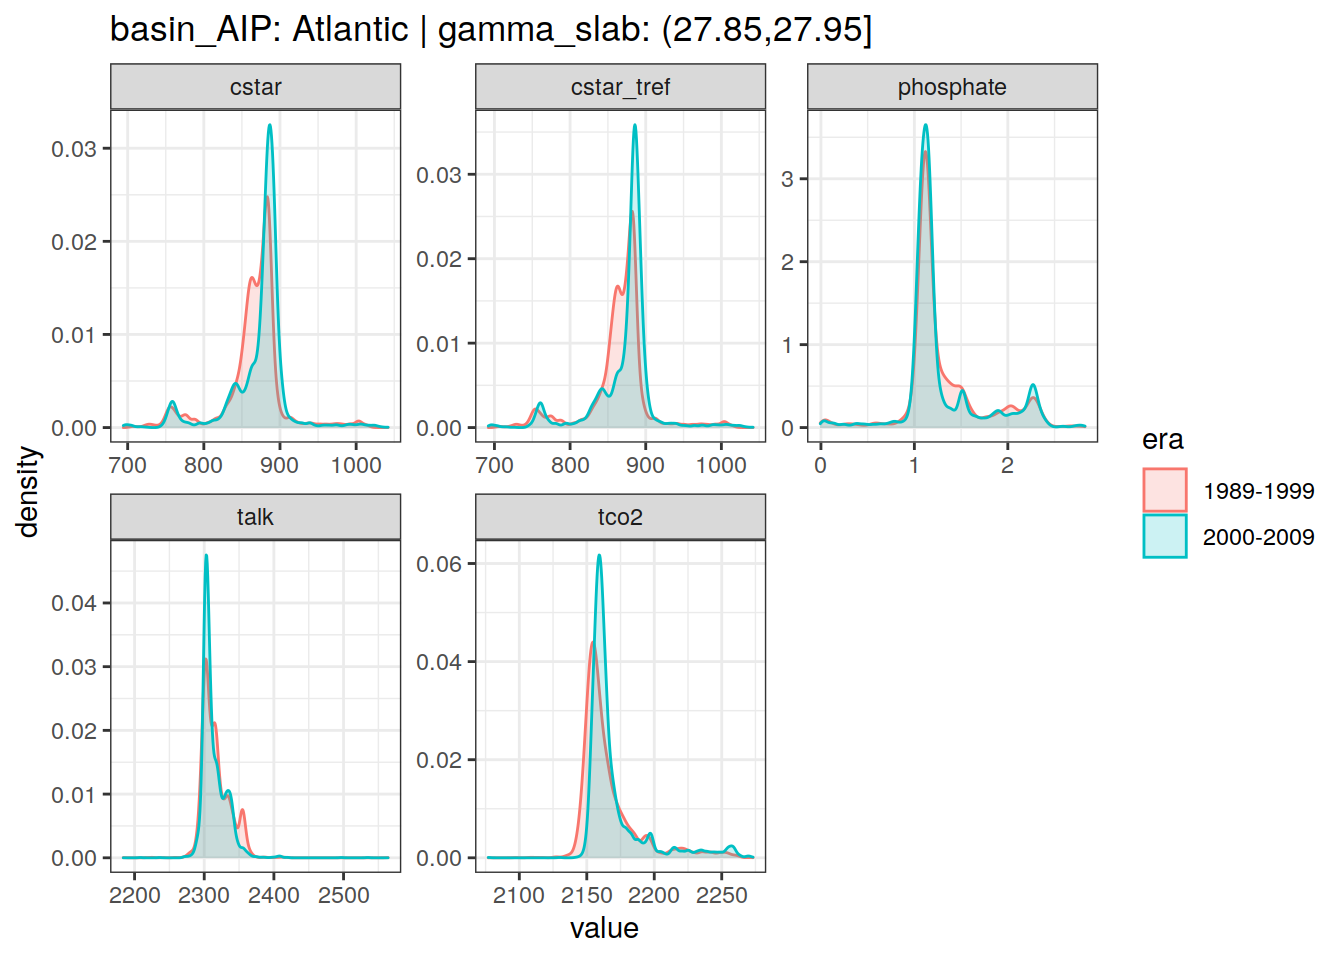 basin_AIP: Atlantic | gamma_slab: (27.85,27.95]
cstar
cstar_tref
phosphate
0.03
0.02
0.01
0.00
700 800 900 1000
0.03
0.02
0.01
0.00
700 800 900 1000
3
2
1
0
0 1 2
density
talk
tco2
0.04
0.03
0.02
0.01
0.00
2200 2300 2400 2500
0.06
0.04
0.02
0.00
2100 2150 2200 2250
value
era
1989-1999
2000-2009